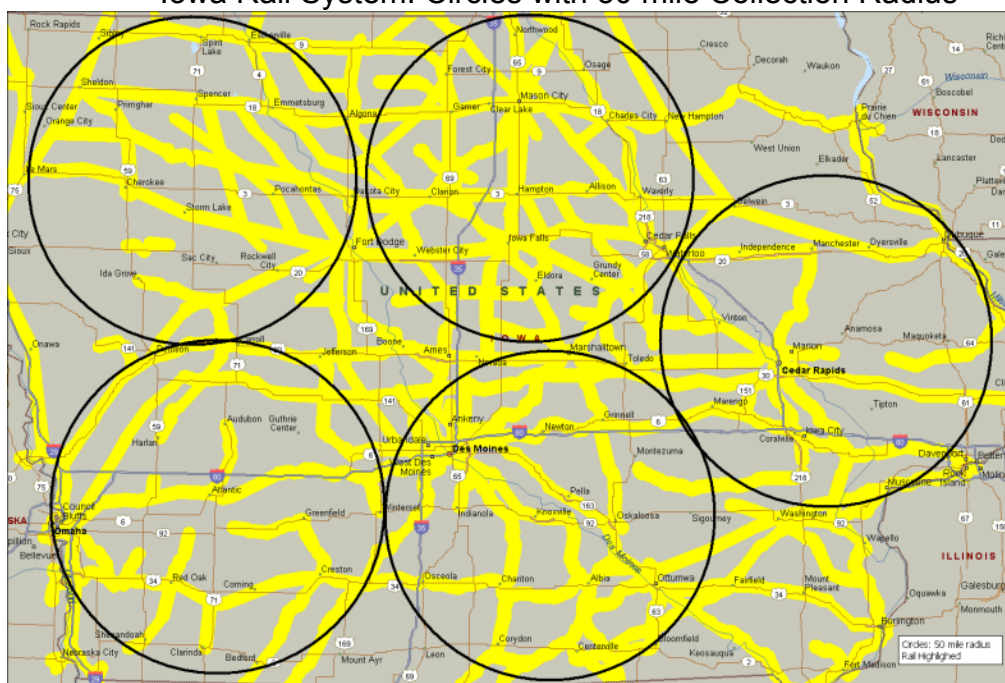 Iowa Rail System: Circles with 50 mile Collection Radius
Rock Rapids
Sibley
Spirit Lake
Estherville
Northwood
Cresco
Decorah
Waukon
Sheldon
Spencer
Emmetsburg
Algona
Forest City
Osage
Garner
Clear Lake
Mason City
Charles City
New Hampton
Prairie du Chien
Boscobel
Wisconsin
WISCONSIN
Sioux Center
Orange City
Primghar
West Union
Elkader
Lancaster
Le Mars
Cherokee
Storm Lake
Pocahontas
Dakota City
Clarion
Hampton
Allison
Waverly
Oelwein
Cedar Falls
Waterloo
Independence
Manchester
Dyersville
Dubuque
Fort Dodge
Webster City
Iowa Falls
Eldora
Grundy Center
Ida Grove
Sac City
Rockwell City
UNITED STATES
IOWA
Vinton
Anamosa
Maquoketa
Marion
Cedar Rapids
Onawa
Denison
Carroll
Jefferson
Boone
Ames
Nevada
Marshalltown
Toledo
Marengo
Tipton
Iowa City
Coralville
Harlan
Audubon
Guthrie Center
Ankeny
Urbandale
Des Moines
West Des Moines
Newton
Grinnell
Montezuma
Davenport
Rock Island
Muscatine
Atlantic
Council Bluffs
Omaha
Bellevue
Greenfield
Winterset
Indianola
Knoxville
Pella
Oskaloosa
Sigourney
Washington
Wapello
ILLINOIS
Des Moines
Red Oak
Corning
Creston
Osceola
Chariton
Albia
Ottumwa
Fairfield
Mount Pleasant
Oquawka
Galesburg
Monmouth
Burlington
Shenandoah
Clarinda
Bedford
Mount Ayr
Leon
Corydon
Centerville
Bloomfield
Keosauqua
Fort Madison
Nebraska City
Circles: 50 mile radius
Rail Highlighed